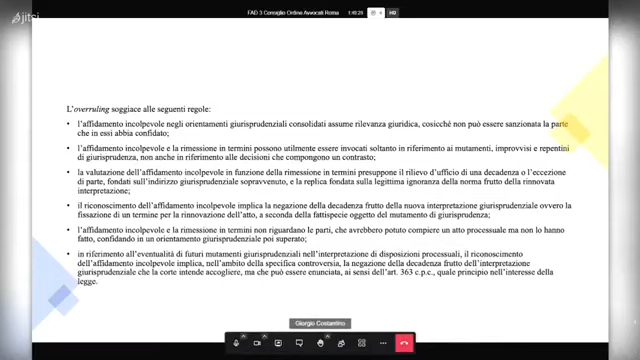 jitsi
FAD 3 Consiglio Online Avvocati Roma
HD
L'overruling soggiace alle seguenti regole:
• l'affidamento incolpevole negli orientamenti giurisprudenziali consolidati assume rilevanza giuridica, cosicché non può essere sanzionata la parte
che in essi abbia confidato;
• l'affidamento incolpevole e la rimessione in termini possono utilmente essere invocati soltanto in riferimento ai mutamenti, improvvisi e repentini
di giurisprudenza, non anche in riferimento alle decisioni che compongono un contrasto;
• la valutazione dell'affidamento incolpevole in funzione della rimessione in termini presuppone il rilievo d'ufficio di una decadenza o l'eccezione
di parte, fondati sull'indirizzo giurisprudenziale sopravvenuto, e la replica fondata sulla legittima ignoranza della norma frutto della rinnovata
interpretazione;
• il riconoscimento dell'affidamento incolpevole implica la negazione della decadenza frutto della nuova interpretazione giurisprudenziale ovvero la
fissazione di un termine per la rinnovazione dell'atto, a seconda della fattispecie oggetto del mutamento di giurisprudenza;
• l'affidamento incolpevole e la rimessione in termini non riguardano le parti, che avrebbero potuto compiere un atto processuale ma non lo hanno
fatto, confidando in un orientamento giurisprudenziale poi superato;
• in riferimento all'eventualità di futuri mutamenti giurisprudenziali nell'interpretazione di disposizioni processuali, il riconoscimento
dell'affidamento incolpevole implica, nell'ambito della specifica controversia, la negazione della decadenza frutto dell'interpretazione
giurisprudenziale che la corte intende accogliere, ma che può essere enunciata, ai sensi dell'art. 363 c.p.c., quale principio nell'interesse della
legge.
Giorgio Costantino